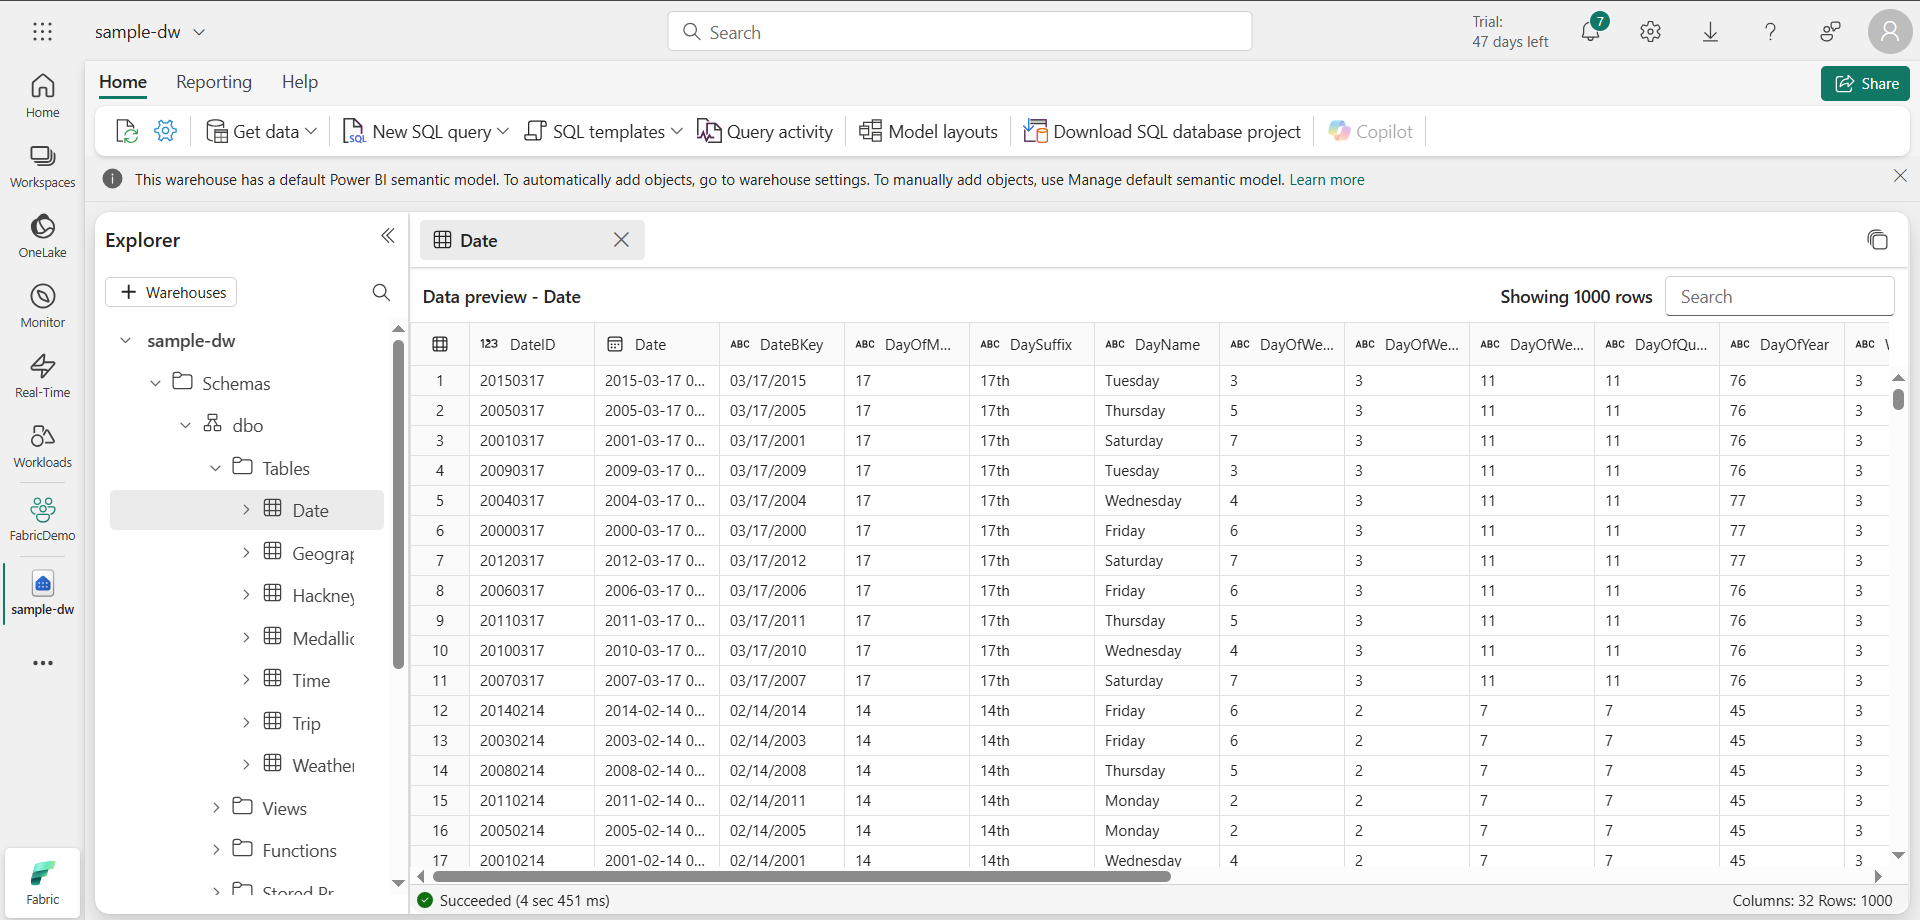 sample-dw
Search
Trial:
47 days left
7
Home
Workspaces
OneLake
Monitor
Real-Time
Workloads
FabricDemo
sample-dw
Fabric
Home Reporting Help
Share
Get data New SQL query SQL templates Query activity Model layouts Download SQL database project Copilot
This warehouse has a default Power BI semantic model. To automatically add objects, go to warehouse settings. To manually add objects, use Manage default semantic model. Learn more
Explorer
+ Warehouses
sample-dw
Schemas
dbo
Tables
Date
Geograp
Hackney
Medallic
Time
Trip
Weather
Views
Functions
Stored Pr
Date
Data preview - Date
Showing 1000 rows
Search
123 DateID Date ABC DateBKey ABC DayOfM... ABC DaySuffix ABC DayName ABC DayOfWe... ABC DayOfWe... ABC DayOfWe... ABC DayOfQu... ABC DayOfYear ABC
1 20150317 2015-03-17 0... 03/17/2015 17 17th Tuesday 3 3 11 11 76 3
2 20050317 2005-03-17 0... 03/17/2005 17 17th Thursday 5 3 11 11 76 3
3 20010317 2001-03-17 0... 03/17/2001 17 17th Saturday 7 3 11 11 76 3
4 20090317 2009-03-17 0... 03/17/2009 17 17th Tuesday 3 3 11 11 76 3
5 20040317 2004-03-17 0... 03/17/2004 17 17th Wednesday 4 3 11 11 77 3
6 20000317 2000-03-17 0... 03/17/2000 17 17th Friday 6 3 11 11 77 3
7 20120317 2012-03-17 0... 03/17/2012 17 17th Saturday 7 3 11 11 77 3
8 20060317 2006-03-17 0... 03/17/2006 17 17th Friday 6 3 11 11 76 3
9 20110317 2011-03-17 0... 03/17/2011 17 17th Thursday 5 3 11 11 76 3
10 20100317 2010-03-17 0... 03/17/2010 17 17th Wednesday 4 3 11 11 76 3
11 20070317 2007-03-17 0... 03/17/2007 17 17th Saturday 7 3 11 11 76 3
12 20140214 2014-02-14 0... 02/14/2014 14 14th Friday 6 2 7 7 45 3
13 20030214 2003-02-14 0... 02/14/2003 14 14th Friday 6 2 7 7 45 3
14 20080214 2008-02-14 0... 02/14/2008 14 14th Thursday 5 2 7 7 45 3
15 20110214 2011-02-14 0... 02/14/2011 14 14th Monday 2 2 7 7 45 3
16 20050214 2005-02-14 0... 02/14/2005 14 14th Monday 2 2 7 7 45 3
17 20010214 2001-02-14 0... 02/14/2001 14 14th Wednesday 4 2 7 7 45 3
Succeeded (4 sec 451 ms)
Columns: 32 Rows: 1000